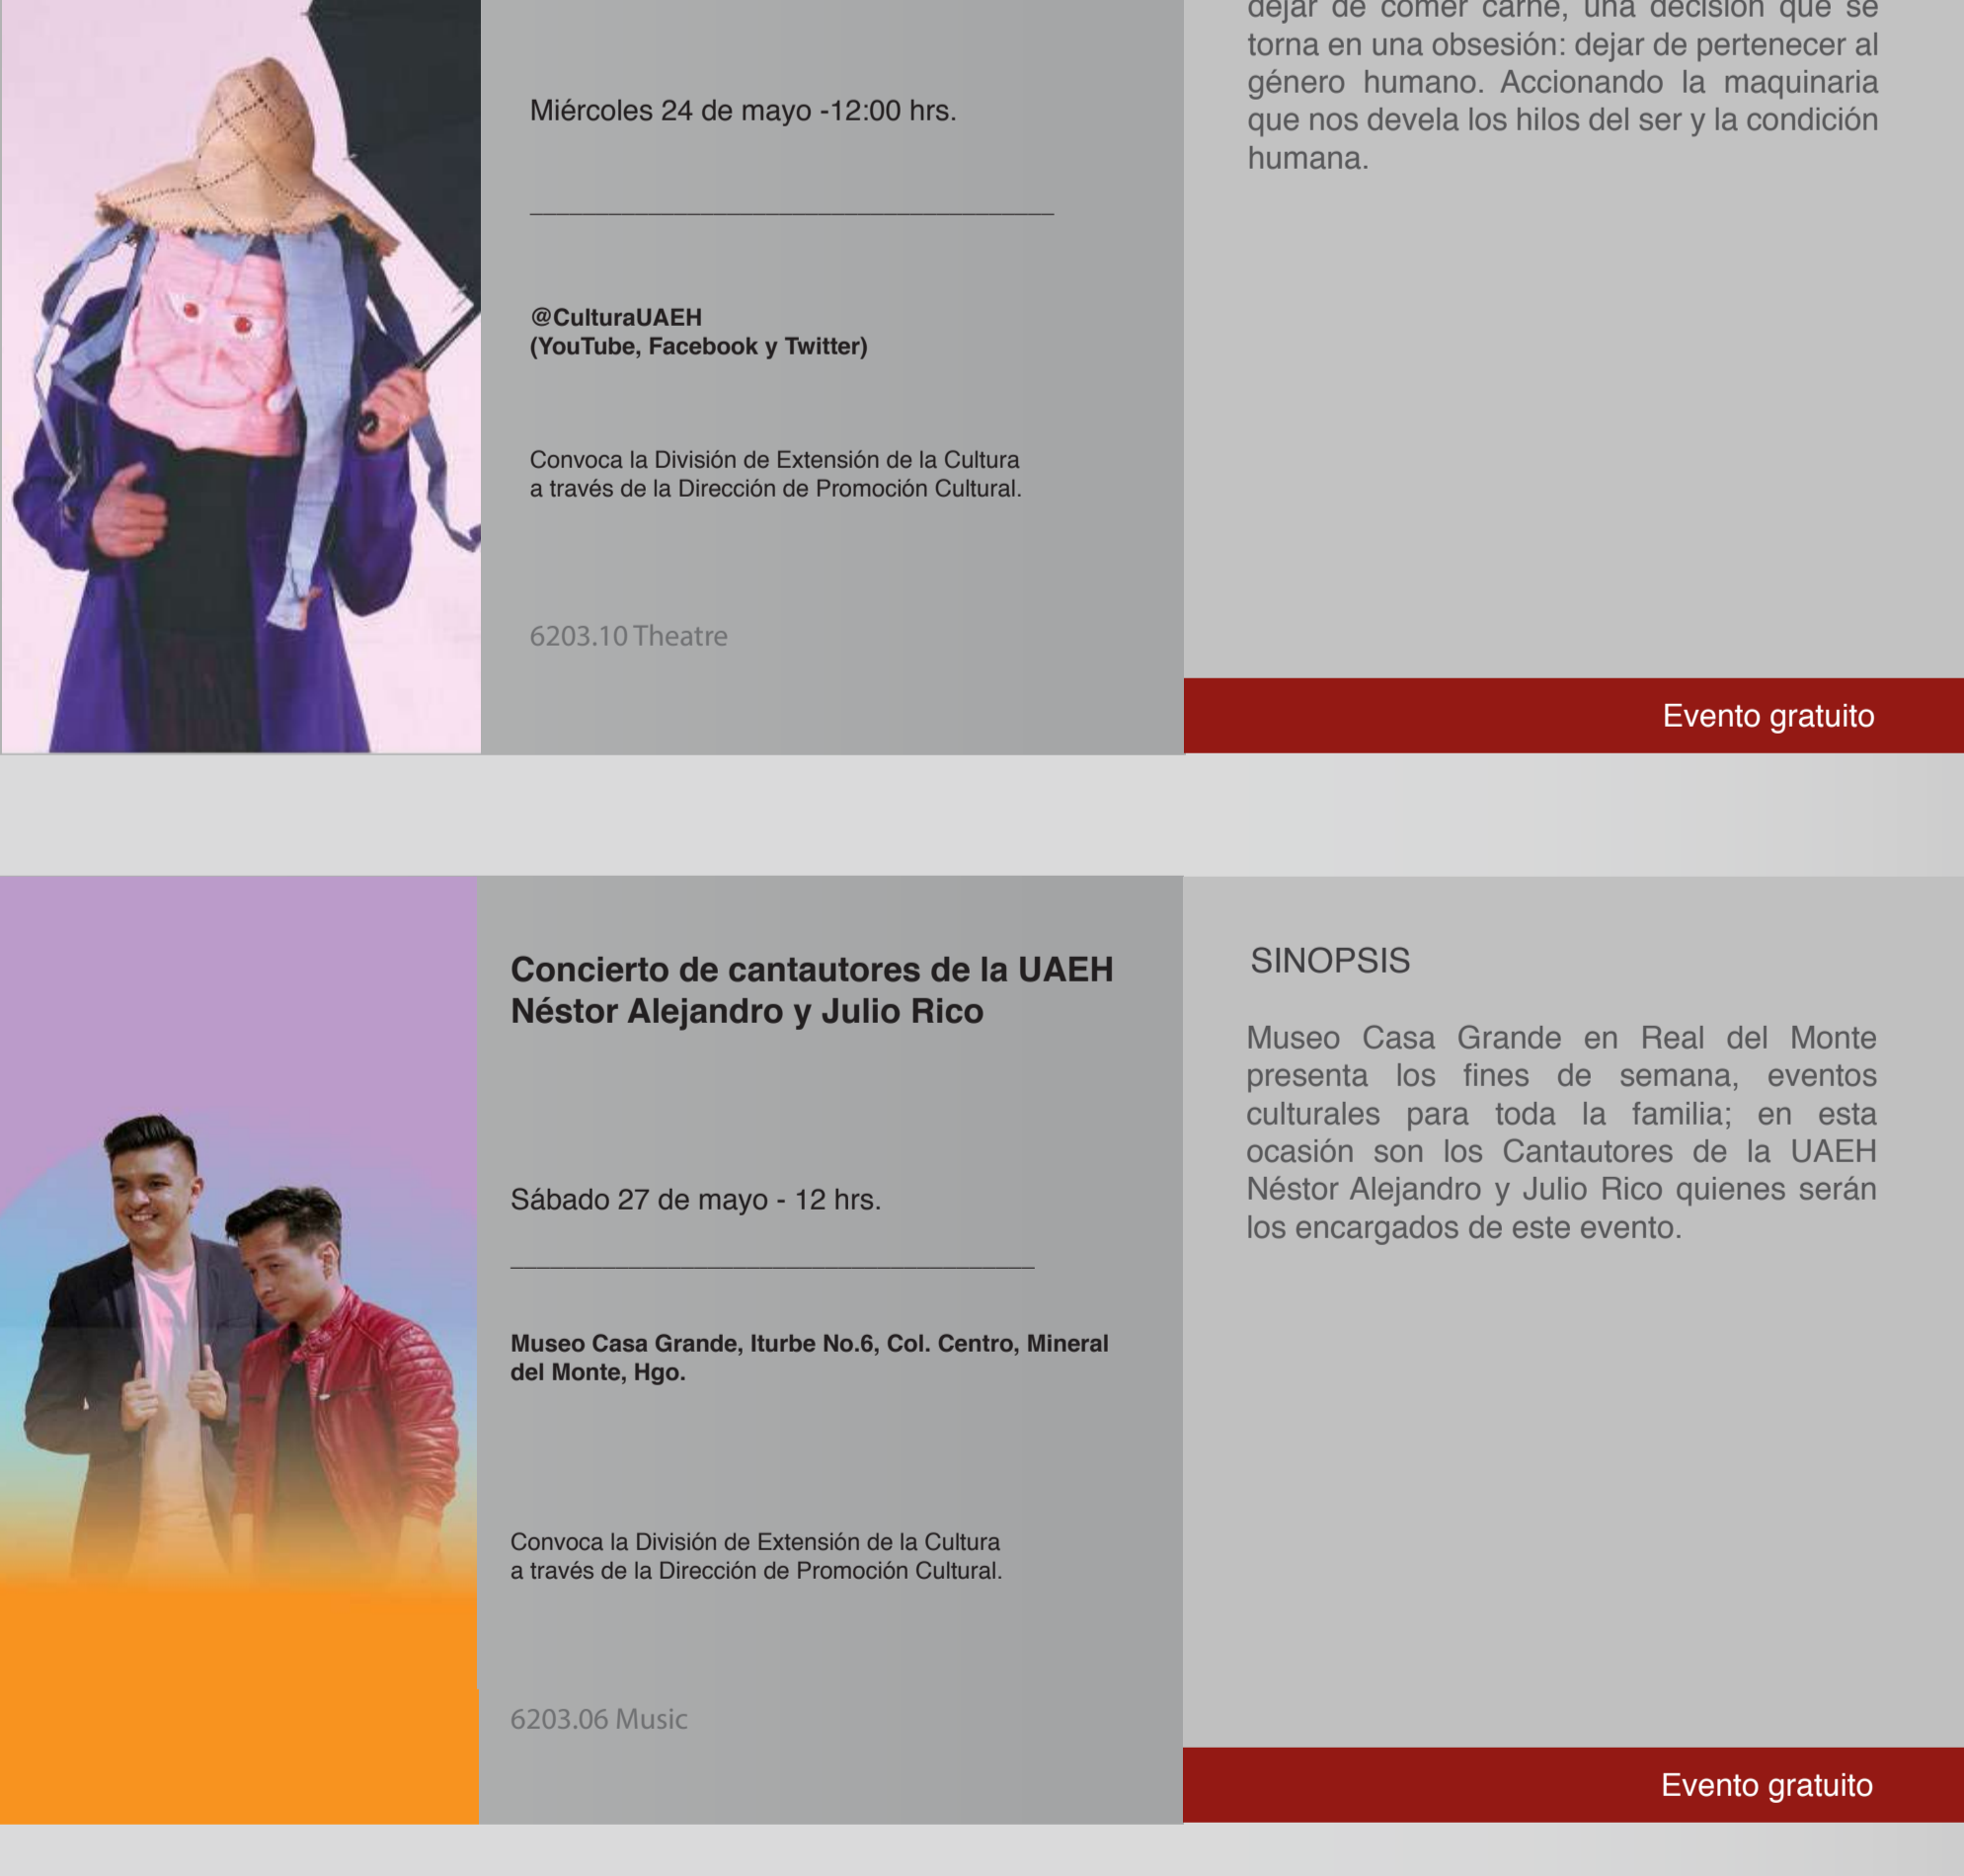 Miércoles 24 de mayo -12:00 hrs.
@CulturaUAEH
(YouTube, Facebook y Twitter)
Convoca la División de Extensión de la Cultura
a través de la Dirección de Promoción Cultural.
6203.10 Theatre
dejar de comer carne, una decisión que se
torna en una obsesión: dejar de pertenecer al
género humano. Accionando la maquinaria
que nos devela los hilos del ser y la condición
humana.
Evento gratuito
Concierto de cantautores de la UAEH
Néstor Alejandro y Julio Rico
Sábado 27 de mayo - 12 hrs.
Museo Casa Grande, Iturbe No.6, Col. Centro, Mineral
del Monte, Hgo.
Convoca la División de Extensión de la Cultura
a través de la Dirección de Promoción Cultural.
6203.06 Music
SINOPSIS
Museo Casa Grande en Real del Monte
presenta los fines de semana, eventos
culturales para toda la familia; en esta
ocasión son los Cantautores de la UAEH
Néstor Alejandro y Julio Rico quienes serán
los encargados de este evento.
Evento gratuito